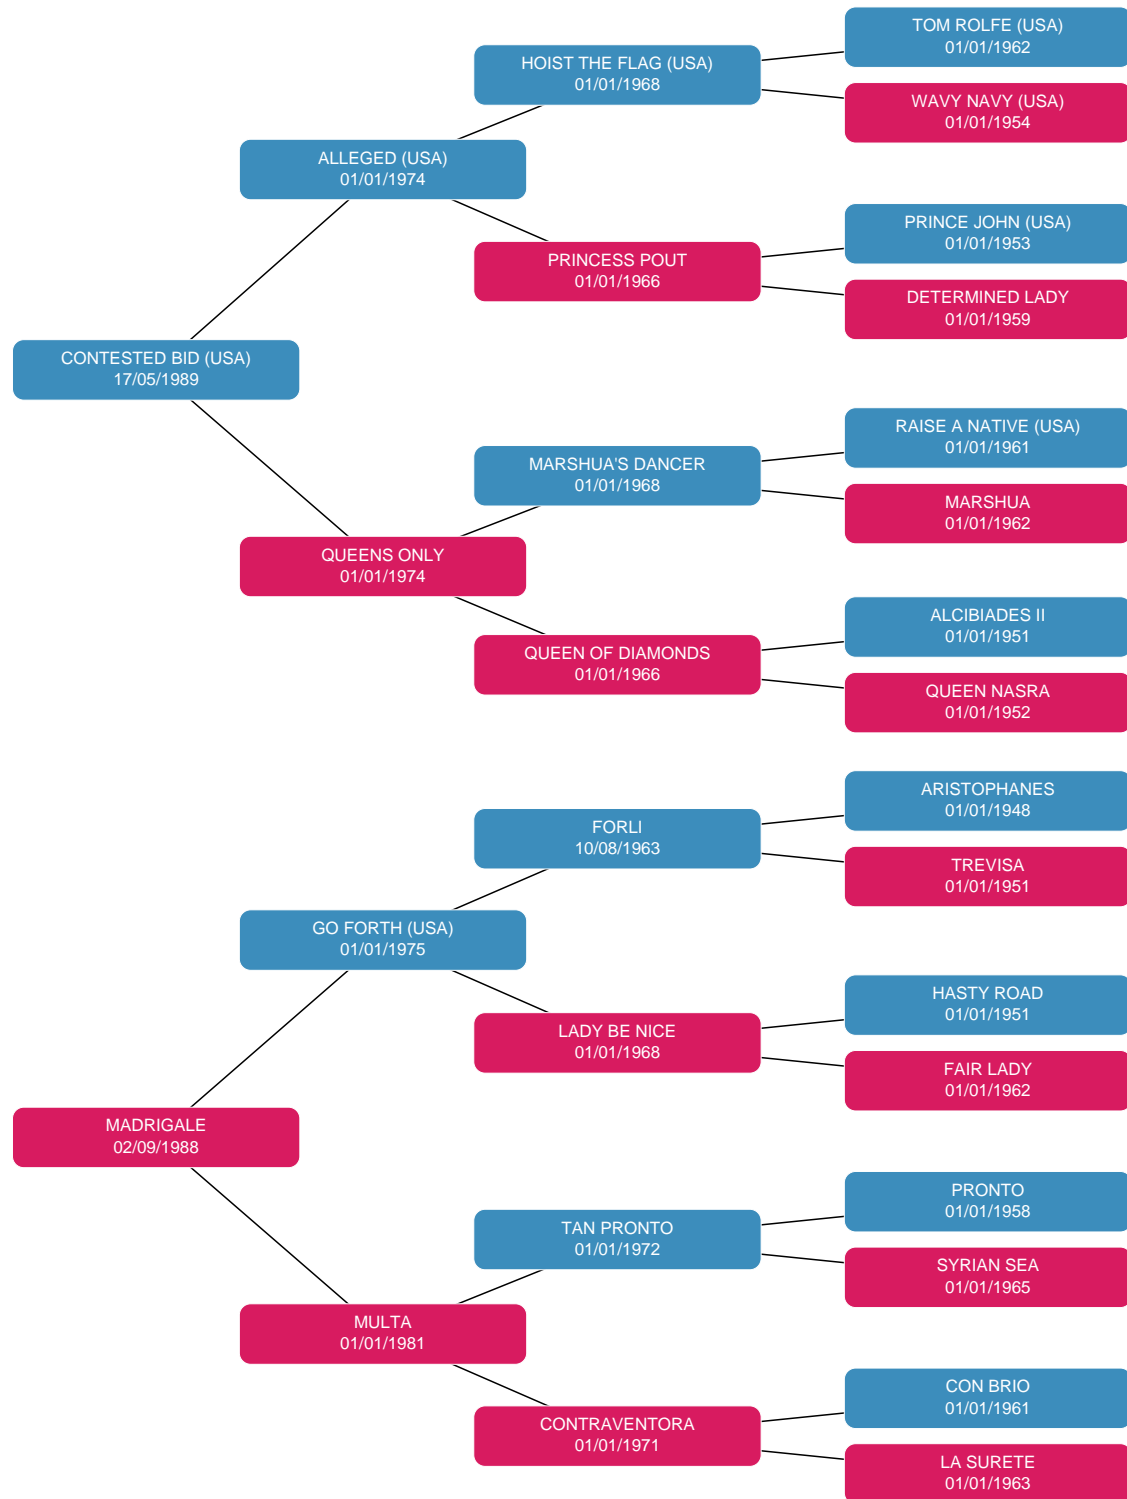 TOM ROLFE (USA)
01/01/1962
HOIST THE FLAG (USA)
01/01/1968
WAVY NAVY (USA)
01/01/1954
ALLEGED (USA)
01/01/1974
PRINCE JOHN (USA)
01/01/1953
PRINCESS POUT
01/01/1966
DETERMINED LADY
01/01/1959
CONTESTED BID (USA)
17/05/1989
RAISE A NATIVE (USA)
01/01/1961
MARSHUA'S DANCER
01/01/1968
MARSHUA
01/01/1962
QUEENS ONLY
01/01/1974
ALCIBIADES II
01/01/1951
QUEEN OF DIAMONDS
01/01/1966
QUEEN NASRA
01/01/1952
ARISTOPHANES
01/01/1948
FORLI
10/08/1963
TREVISA
01/01/1951
GO FORTH (USA)
01/01/1975
HASTY ROAD
01/01/1951
LADY BE NICE
01/01/1968
FAIR LADY
01/01/1962
MADRIGALE
02/09/1988
PRONTO
01/01/1958
TAN PRONTO
01/01/1972
SYRIAN SEA
01/01/1965
MULTA
01/01/1981
CON BRIO
01/01/1961
CONTRAVENTORA
01/01/1971
LA SURETE
01/01/1963